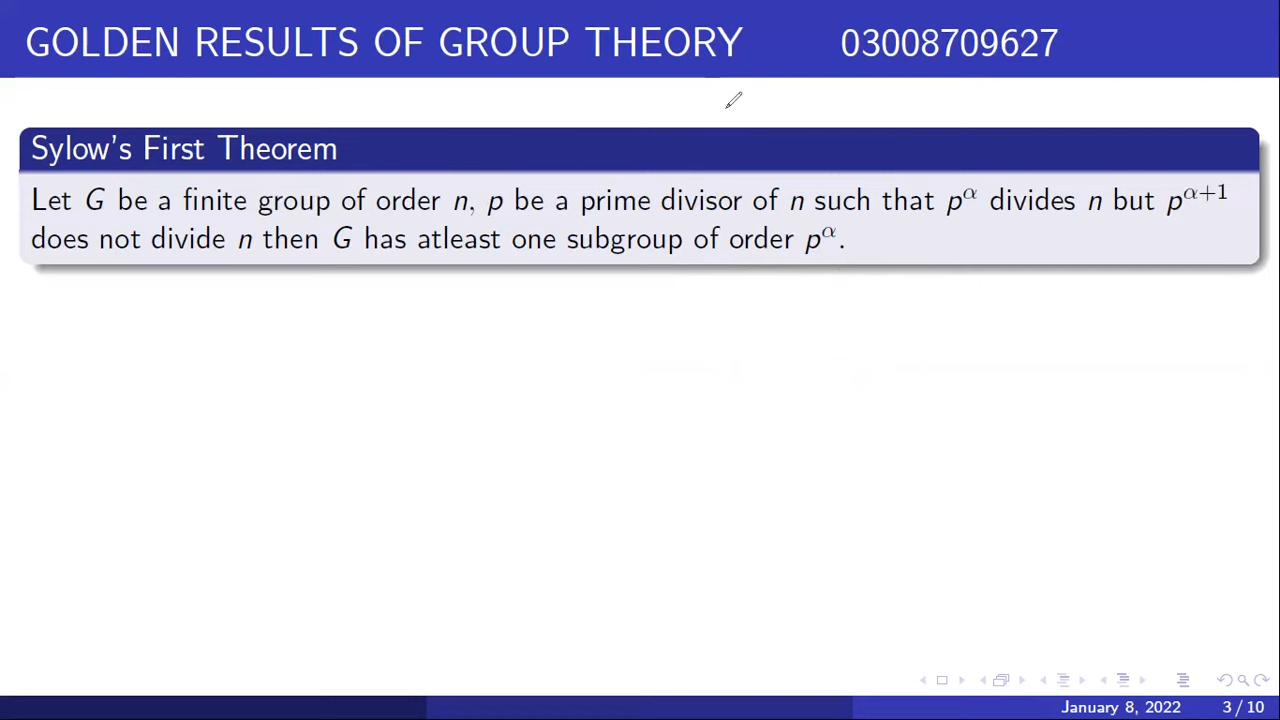 GOLDEN RESULTS OF GROUP THEORY 03008709627
Sylow's First Theorem
Let G be a finite group of order n, p be a prime divisor of n such that p^α divides n but p^{α+1}
does not divide n then G has atleast one subgroup of order p^α.
January 8, 2022 3 / 10